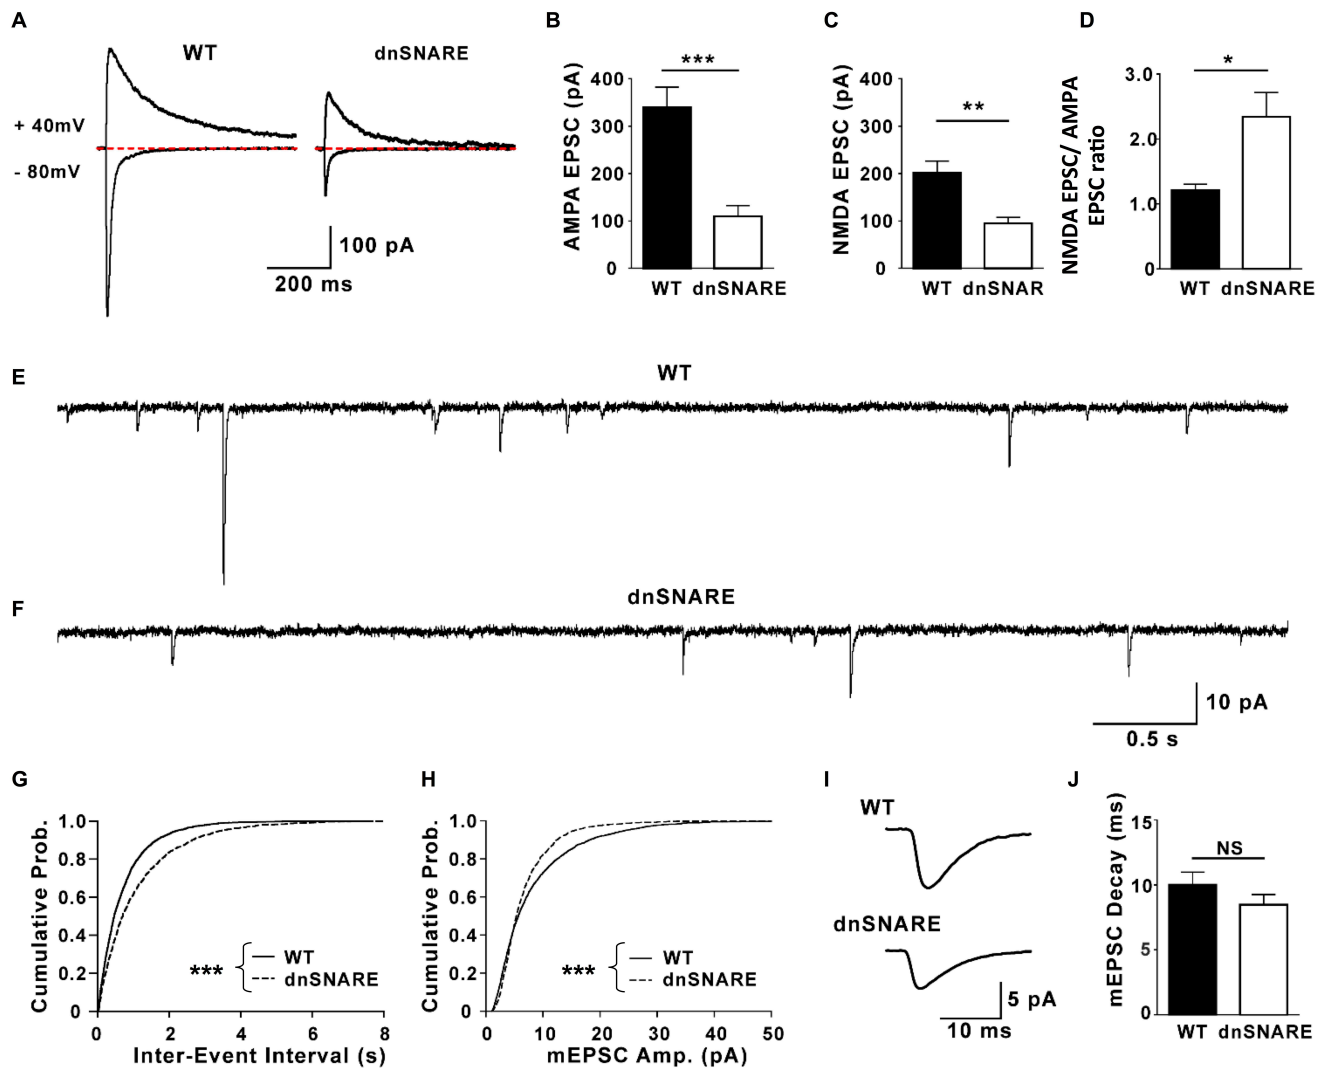 A
WT
dnSNARE
+ 40mV
- 80mV
100 pA
200 ms
B
***
AMPA EPSC (pA)
400
300
200
100
0
WT dnSNARE
C
**
NMDA EPSC (pA)
400
300
200
100
0
WT dnSNAR
D
*
NMDA EPSC/ AMPA
EPSC ratio
3.0
2.0
1.0
0
WT dnSNARE
E
WT
F
dnSNARE
10 pA
0.5 s
G
Cumulative Prob.
1.0
0.8
0.6
0.4
0.2
0
*** WT
dnSNARE
0 2 4 6 8
Inter-Event Interval (s)
H
Cumulative Prob.
1.0
0.8
0.6
0.4
0.2
0
*** WT
dnSNARE
0 10 20 30 40 50
mEPSC Amp. (pA)
I
WT
dnSNARE
5 pA
10 ms
J
mEPSC Decay (ms)
15
10
5
0
NS
WT dnSNARE